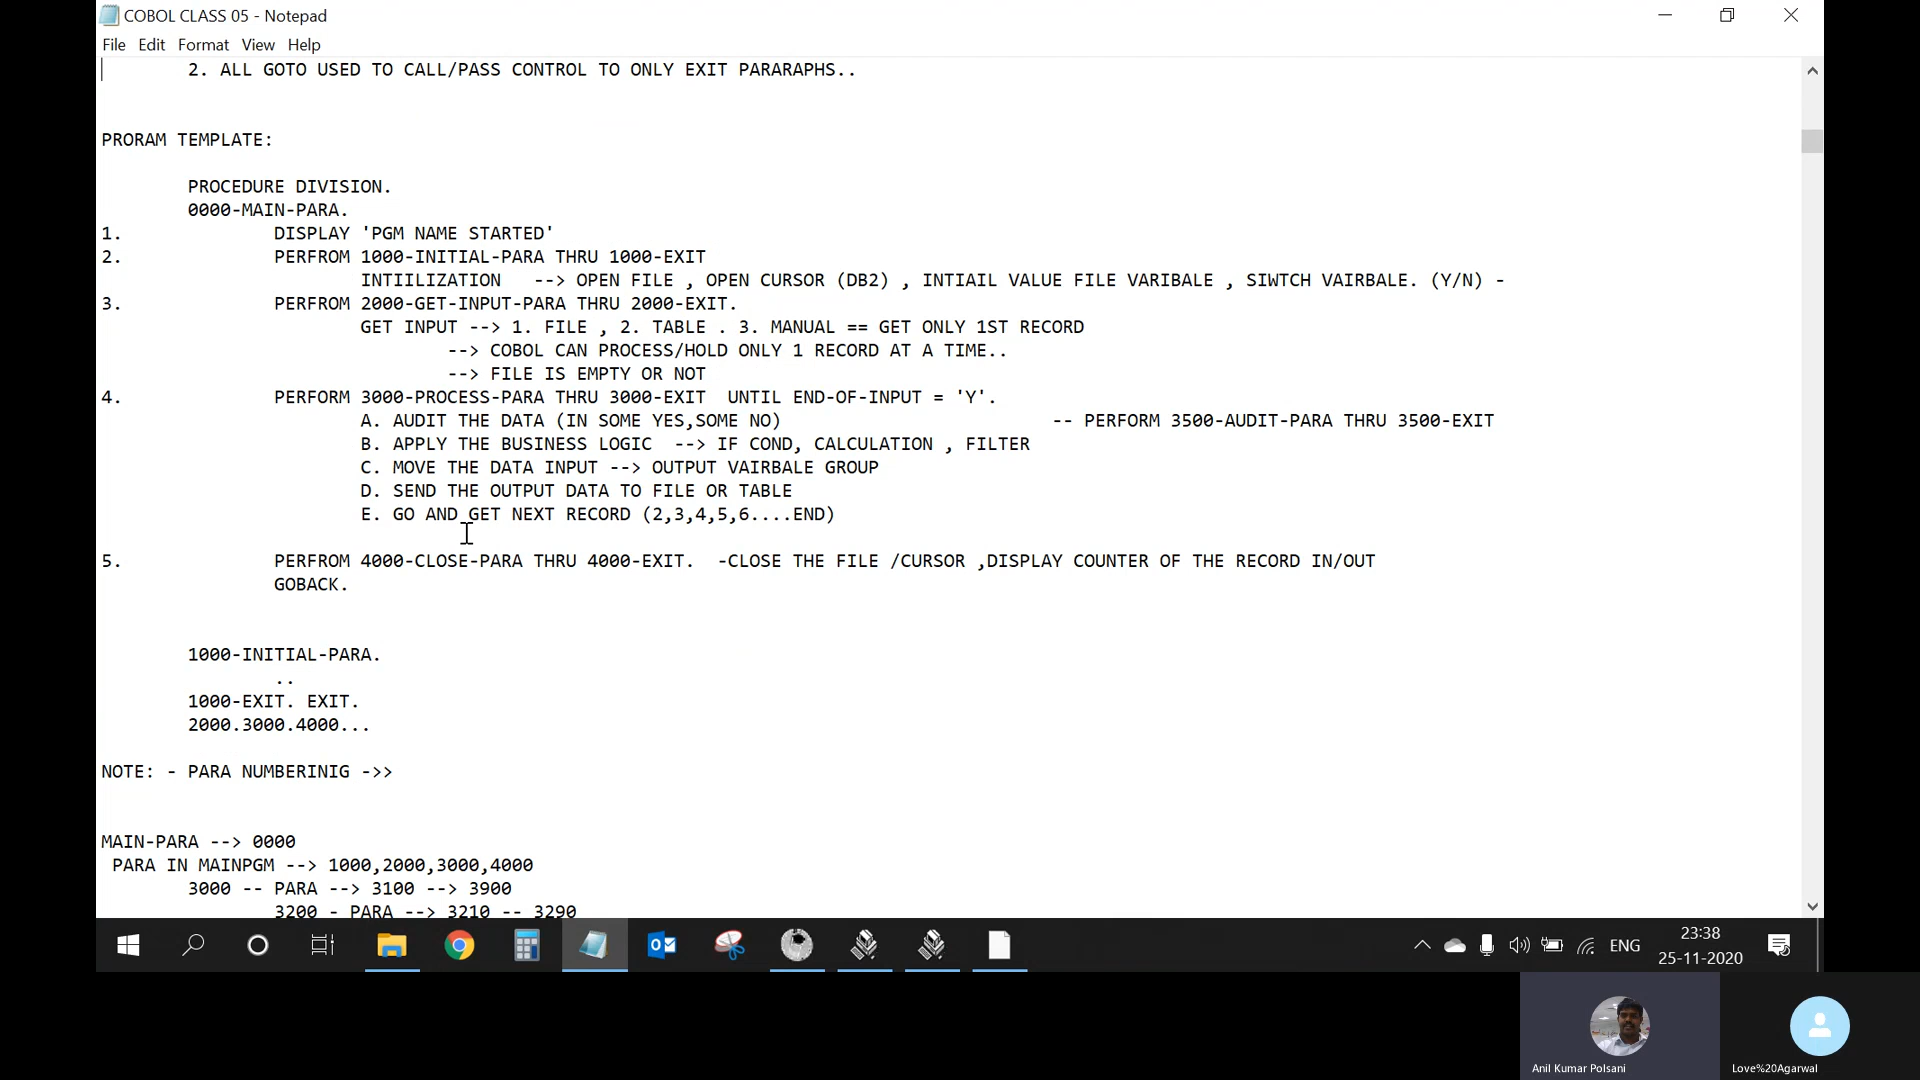 COBOL CLASS 05 - Notepad
File Edit Format View Help
2. ALL GOTO USED TO CALL/PASS CONTROL TO ONLY EXIT PARARAPHS..
PRORAM TEMPLATE:
PROCEDURE DIVISION.
0000-MAIN-PARA.
1. DISPLAY 'PGM NAME STARTED'
2. PERFROM 1000-INITIAL-PARA THRU 1000-EXIT
INTIILIZATION --> OPEN FILE , OPEN CURSOR (DB2) , INTIAIL VALUE FILE VARIBALE , SIWTCH VAIRBALE. (Y/N) -
3. PERFROM 2000-GET-INPUT-PARA THRU 2000-EXIT.
GET INPUT --> 1. FILE , 2. TABLE . 3. MANUAL == GET ONLY 1ST RECORD
--> COBOL CAN PROCESS/HOLD ONLY 1 RECORD AT A TIME..
--> FILE IS EMPTY OR NOT
4. PERFORM 3000-PROCESS-PARA THRU 3000-EXIT UNTIL END-OF-INPUT = 'Y'.
A. AUDIT THE DATA (IN SOME YES,SOME NO) -- PERFORM 3500-AUDIT-PARA THRU 3500-EXIT
B. APPLY THE BUSINESS LOGIC --> IF COND, CALCULATION , FILTER
C. MOVE THE DATA INPUT --> OUTPUT VAIRBALE GROUP
D. SEND THE OUTPUT DATA TO FILE OR TABLE
E. GO AND GET NEXT RECORD (2,3,4,5,6....END)
5. PERFROM 4000-CLOSE-PARA THRU 4000-EXIT. -CLOSE THE FILE /CURSOR ,DISPLAY COUNTER OF THE RECORD IN/OUT
GOBACK.
1000-INITIAL-PARA.
..
1000-EXIT. EXIT.
2000.3000.4000...
NOTE: - PARA NUMBERINIG ->>
MAIN-PARA --> 0000
PARA IN MAINPGM --> 1000,2000,3000,4000
3000 -- PARA --> 3100 --> 3900
3200 - PARA --> 3210 -- 3290
ENG
23:38
25-11-2020
Anil Kumar Polsani
Love%20Agarwal